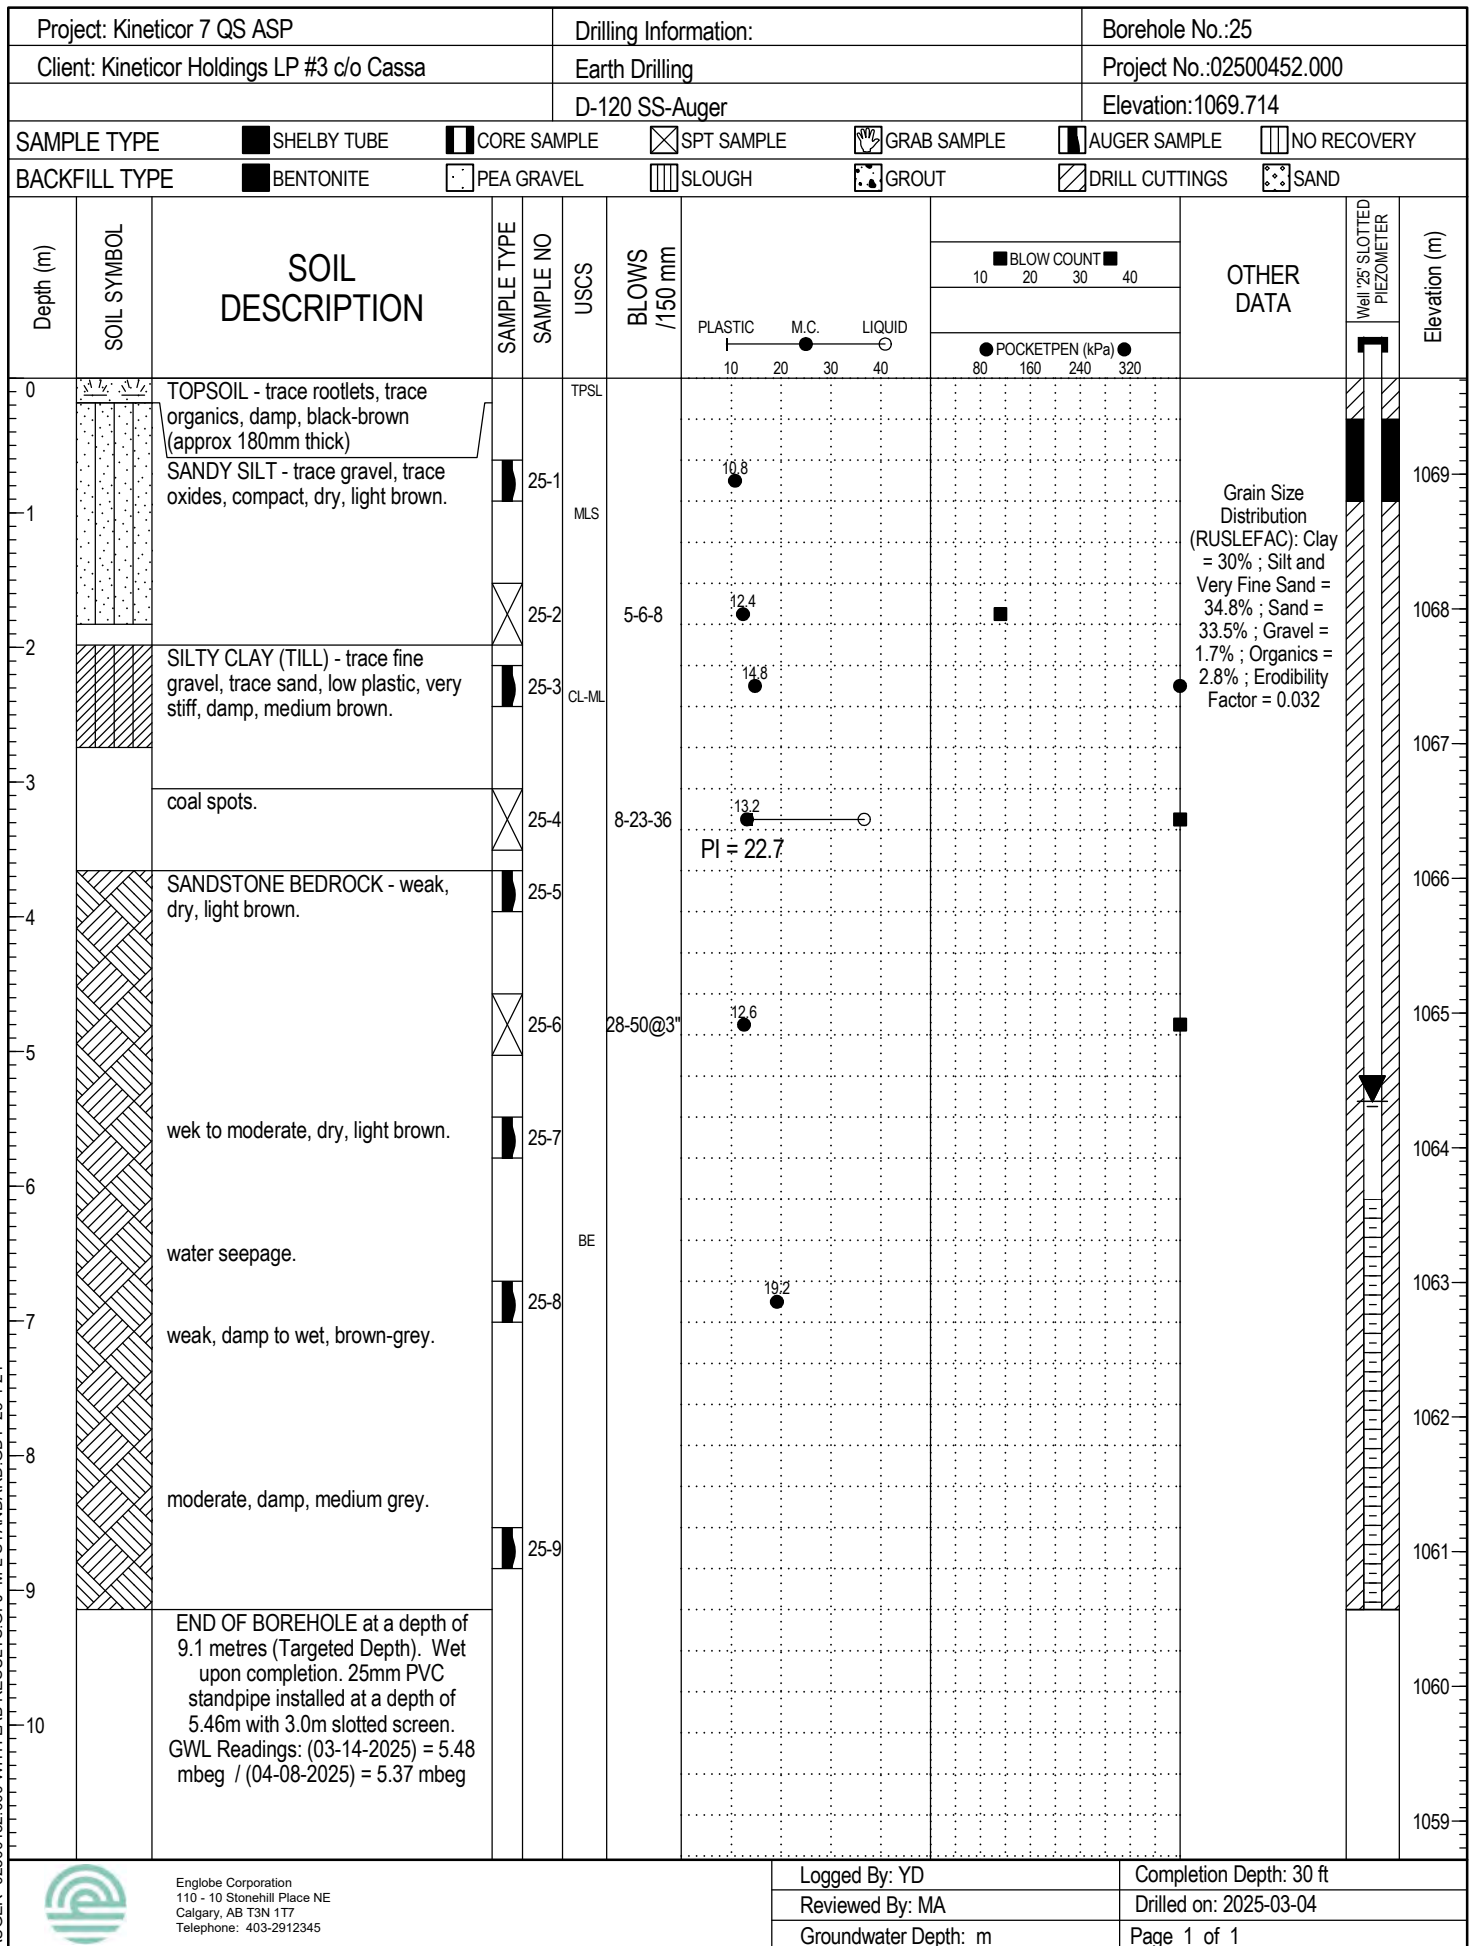 Project: Kineticor 7 QS ASP
Drilling Information:
Borehole No.:25
Client: Kineticor Holdings LP #3 c/o Cassa
Earth Drilling
Project No.:02500452.000
D-120 SS-Auger
Elevation:1069.714
SAMPLE TYPE SHELBY TUBE CORE SAMPLE SPT SAMPLE GRAB SAMPLE AUGER SAMPLE NO RECOVERY
BACKFILL TYPE BENTONITE PEA GRAVEL SLOUGH GROUT DRILL CUTTINGS SAND
Depth (m)
SOIL SYMBOL
SOIL
DESCRIPTION
SAMPLE TYPE
SAMPLE NO
USCS
BLOWS
/150 mm
PLASTIC M.C. LIQUID
10 20 30 40
BLOW COUNT
10 20 30 40
POCKETPEN (kPa)
80 160 240 320
OTHER
DATA
Well '25' SLOTTED
PIEZOMETER
Elevation (m)
0
TOPSOIL - trace rootlets, trace
organics, damp, black-brown
(approx 180mm thick)
TPSL
SANDY SILT - trace gravel, trace
oxides, compact, dry, light brown.
25-1
10.8
1069
1
MLS
Grain Size
Distribution
(RUSLEFAC): Clay
= 30% ; Silt and
Very Fine Sand =
34.8% ; Sand =
33.5% ; Gravel =
1.7% ; Organics =
2.8% ; Erodibility
Factor = 0.032
25-2
5-6-8
12.4
1068
2
SILTY CLAY (TILL) - trace fine
gravel, trace sand, low plastic, very
stiff, damp, medium brown.
25-3
CL-ML
14.8
1067
3
coal spots.
25-4
8-23-36
13.2
PI = 22.7
1066
SANDSTONE BEDROCK - weak,
dry, light brown.
25-5
4
25-6
28-50@3"
12.6
1065
5
wek to moderate, dry, light brown.
25-7
1064
6
BE
water seepage.
25-8
19.2
1063
7
weak, damp to wet, brown-grey.
1062
8
moderate, damp, medium grey.
25-9
1061
9
END OF BOREHOLE at a depth of
9.1 metres (Targeted Depth). Wet
upon completion. 25mm PVC
standpipe installed at a depth of
5.46m with 3.0m slotted screen.
GWL Readings: (03-14-2025) = 5.48
mbeg / (04-08-2025) = 5.37 mbeg
1060
10
1059
Englobe Corporation
110 - 10 Stonehill Place NE
Calgary, AB T3N 1T7
Telephone: 403-2912345
Logged By: YD
Completion Depth: 30 ft
Reviewed By: MA
Drilled on: 2025-03-04
Groundwater Depth: m
Page 1 of 1